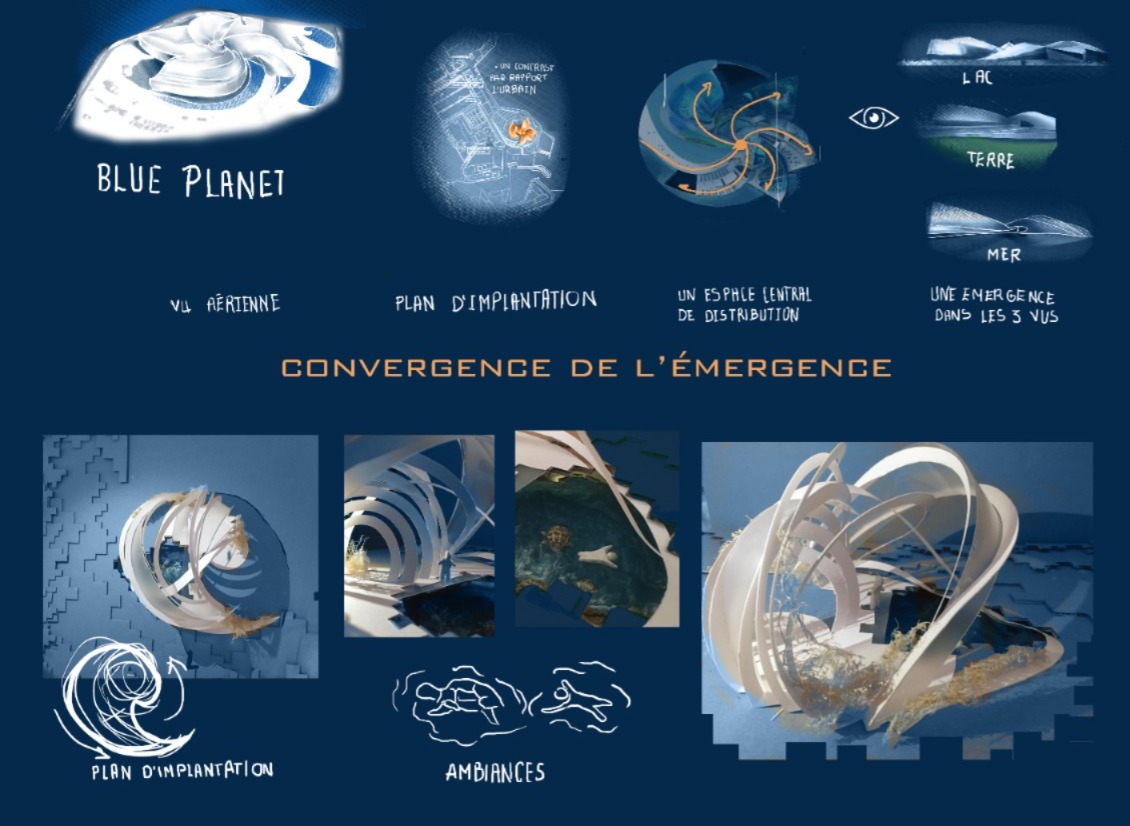 • UN CONTRAST
PAR RAPPORT
L'URBAIN
LAC
TERRE
BLUE PLANET
MER
VU AÉRIENNE
PLAN D'IMPLANTATION
UN ESPACE CENTRAL
DE DISTRIBUTION
UNE EMERGENCE
DANS LES 3 VUS
CONVERGENCE DE L'ÉMERGENCE
PLAN D'IMPLANTATION
AMBIANCES